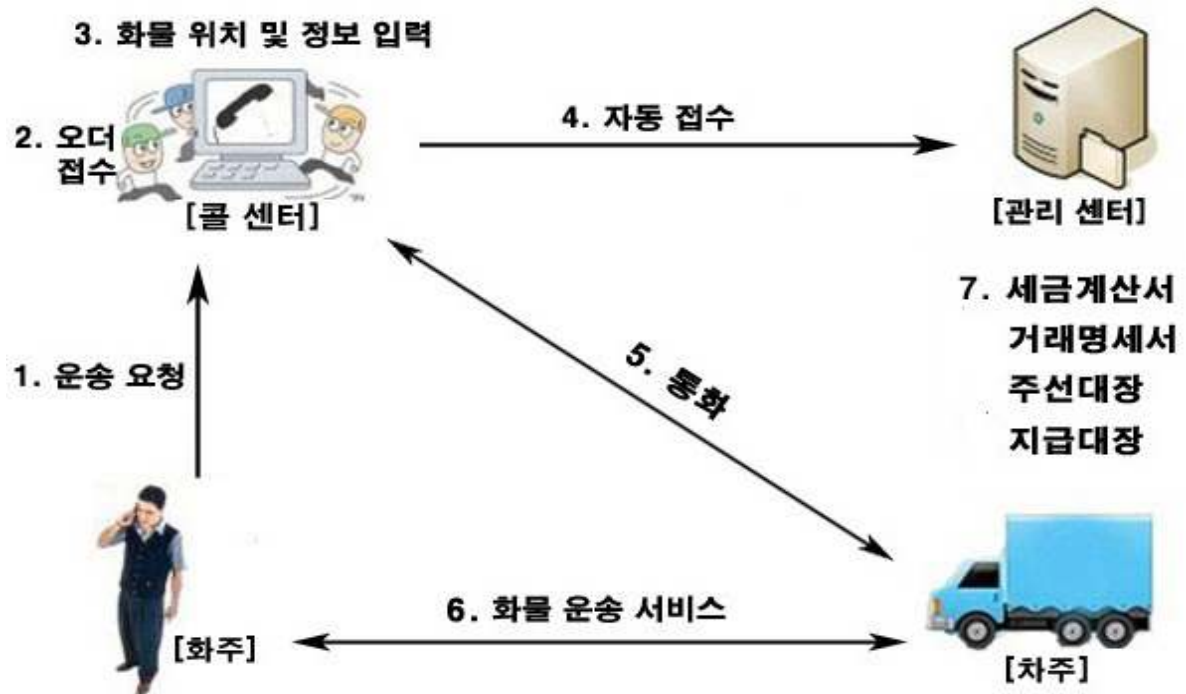 3. 화물 위치 및 정보 입력
2. 오더
접수
[콜 센터]
4. 자동 접수
[관리 센터]
7. 세금계산서
거래명세서
주선대장
지급대장
1. 운송 요청
5. 통화
6. 화물 운송 서비스
[화주]
[차주]